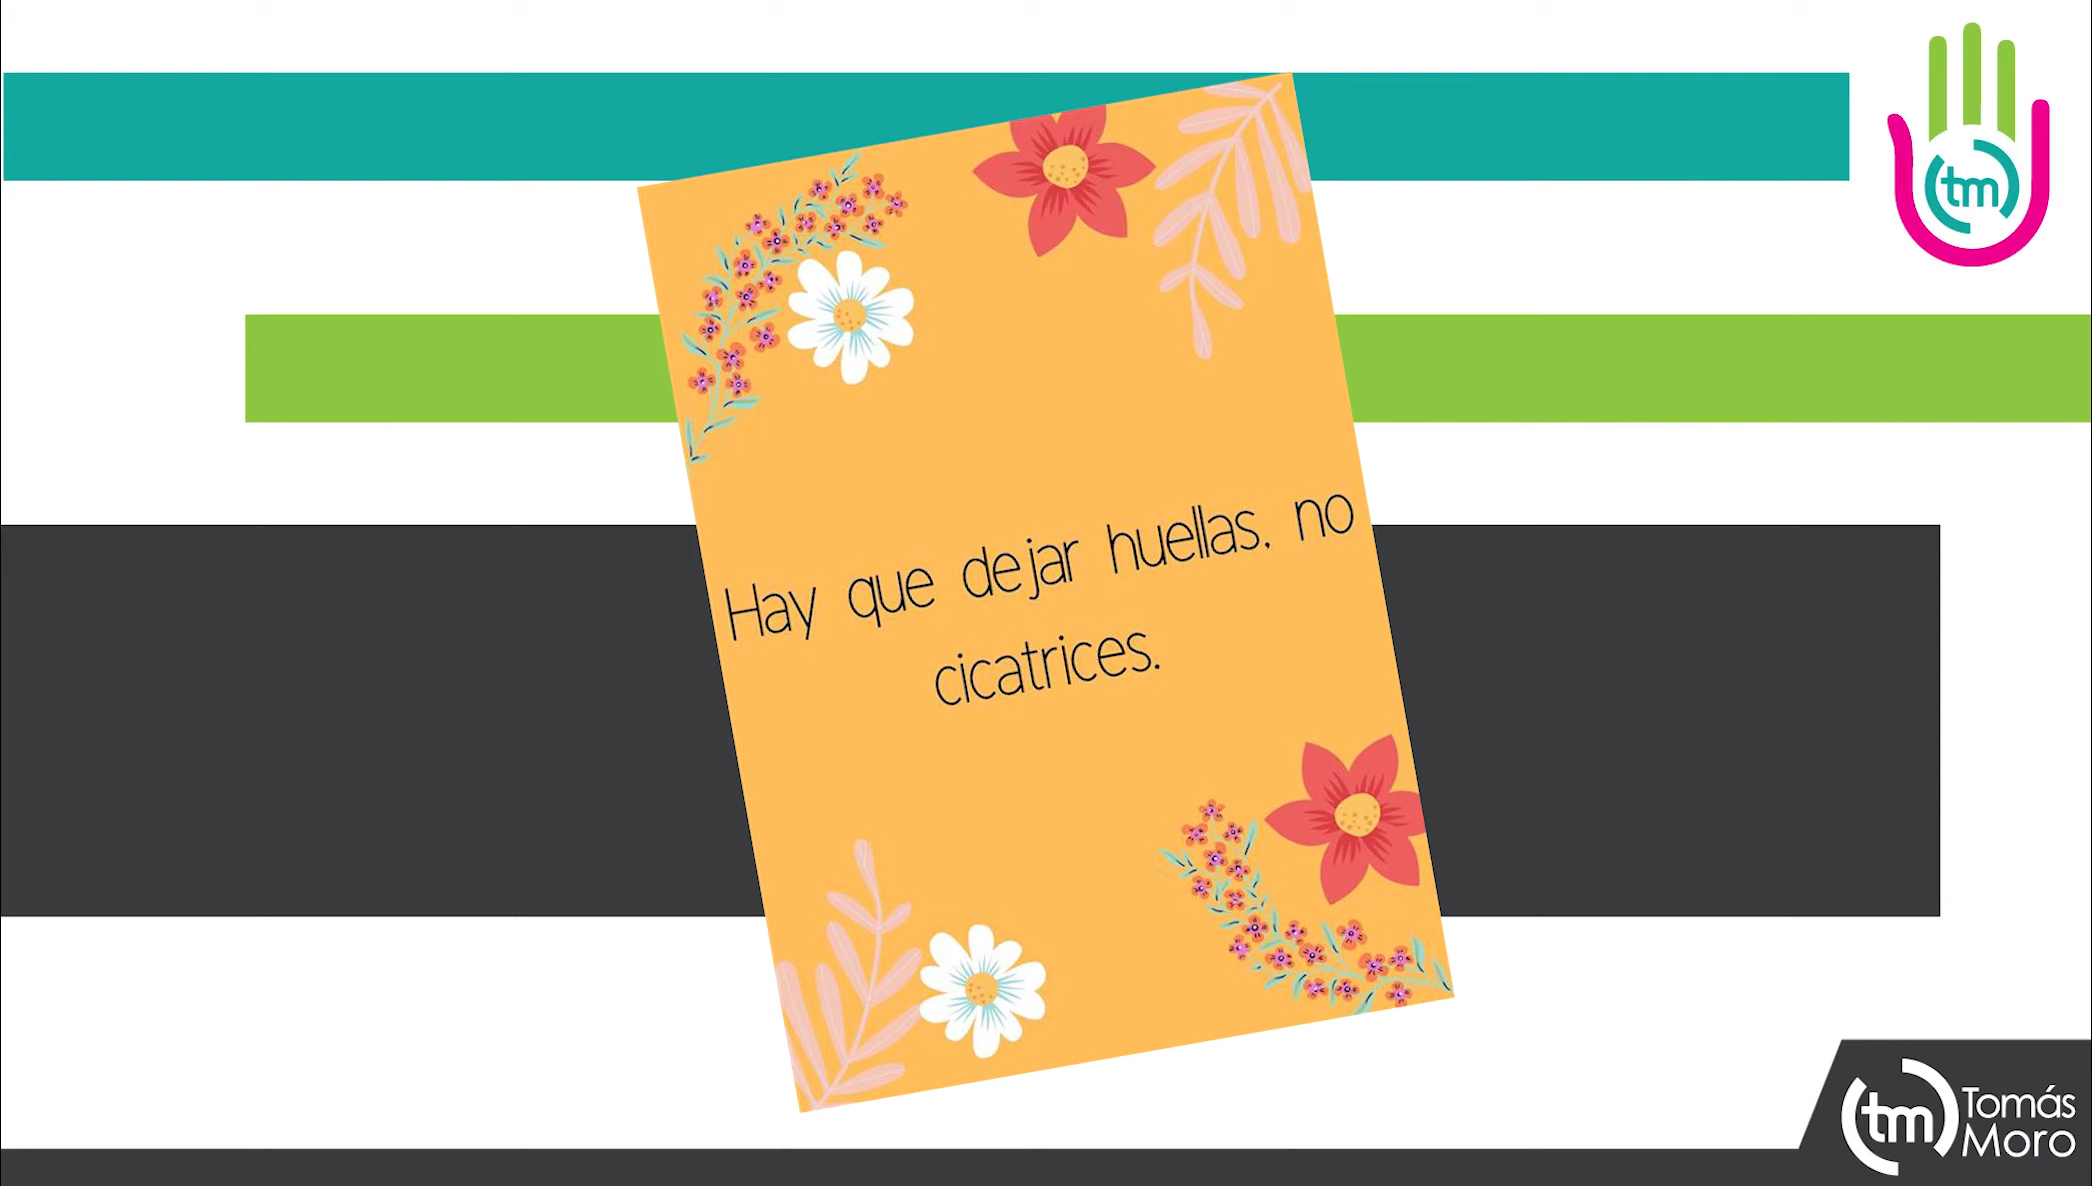 tm
Hay que dejar huellas, no
cicatrices.
tm
Tomás
Moro